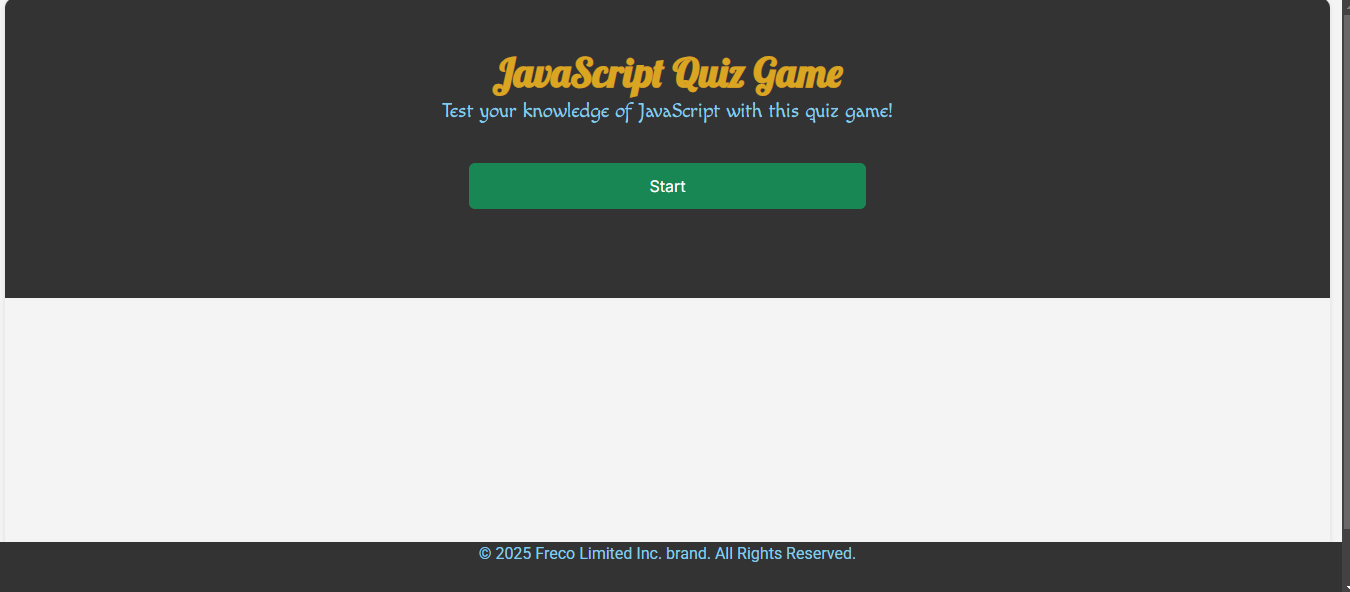 JavaScript Quiz Game
Test your knowledge of JavaScript with this quiz game!
Start
© 2025 Freco Limited Inc. brand. All Rights Reserved.